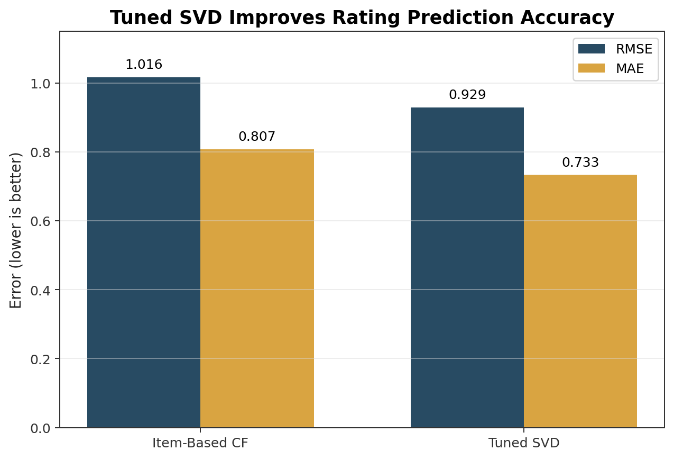 Tuned SVD Improves Rating Prediction Accuracy
RMSE
MAE
1.016
0.807
0.929
0.733
Error (lower is better)
1.0
0.8
0.6
0.4
0.2
0.0
Item-Based CF
Tuned SVD